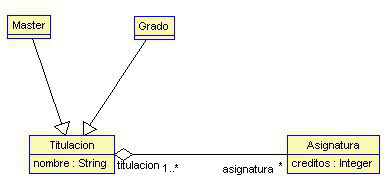 Master
Grado
Titulacion
nombre : String
Asignatura
creditos : Integer
titulacion 1..*
asignatura *